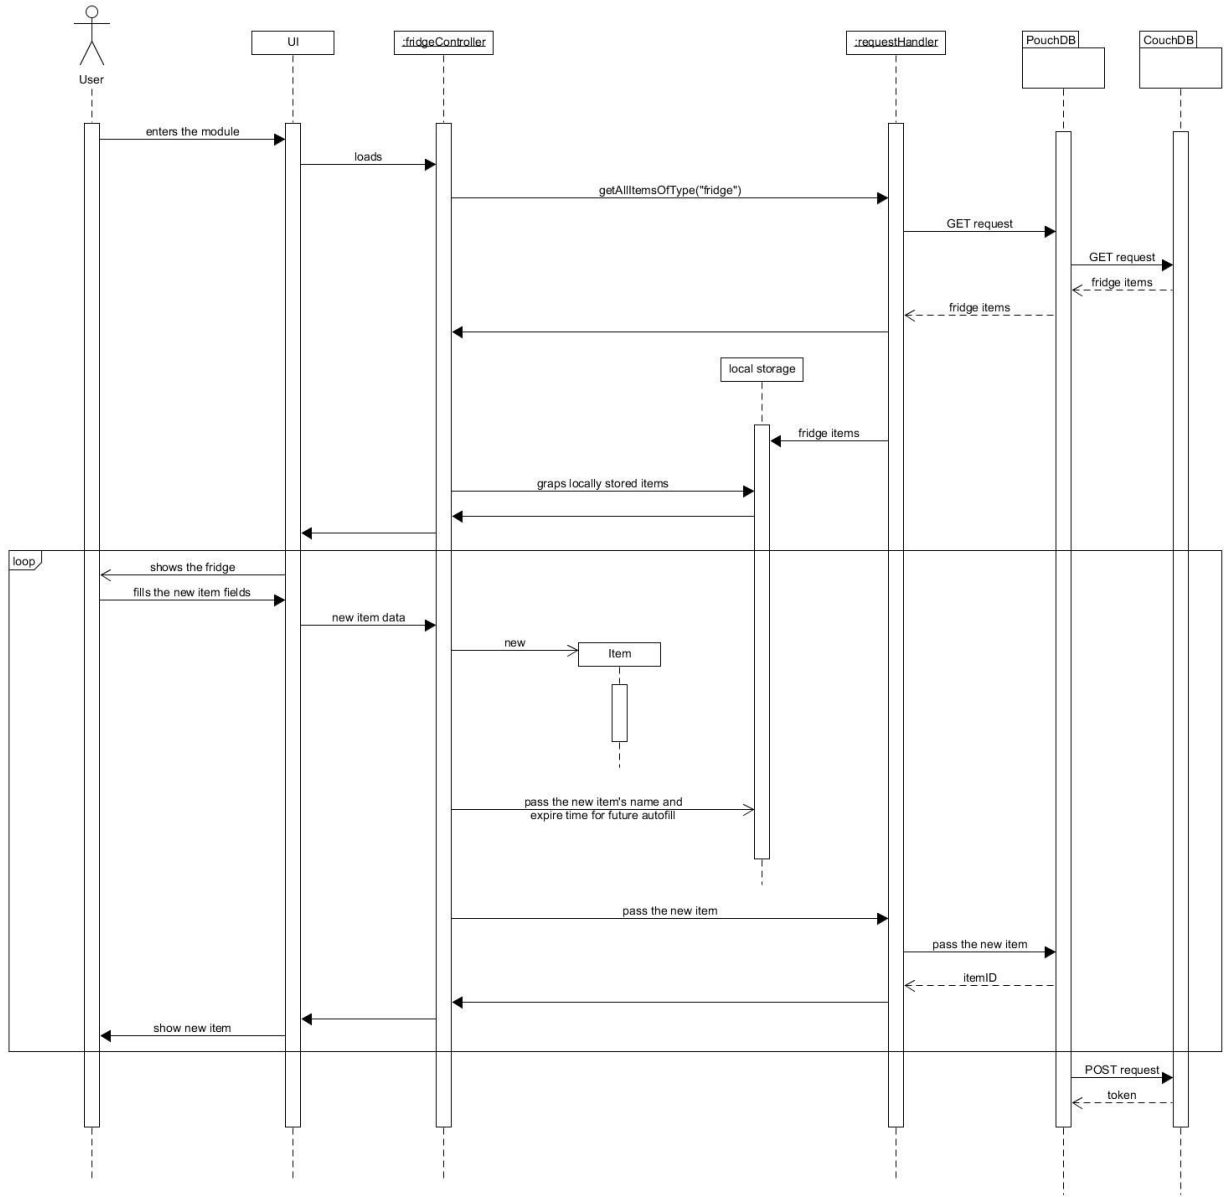 User
UI
:fridgeController
:requestHandler
PouchDB
CouchDB
enters the module
loads
getAllItemsOfType("fridge")
GET request
GET request
fridge items
fridge items
local storage
fridge items
graps locally stored items
loop
shows the fridge
fills the new item fields
new item data
new
Item
pass the new item's name and
expire time for future autofill
pass the new item
pass the new item
itemID
show new item
POST request
token